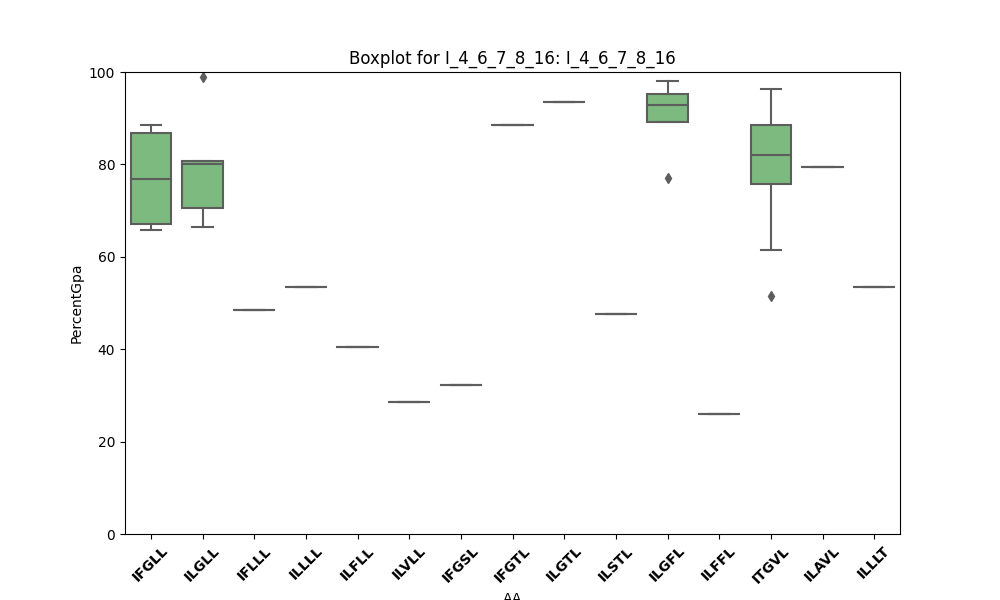 Boxplot for I_4_6_7_8_16: I_4_6_7_8_16
100
80
60
40
20
0
PercentGpa
IFGLL
ILGLL
IFLLL
ILLLL
ILFLL
ILVLL
IFGSL
IFGTL
ILGTL
ILSTL
ILGFL
ILFFL
ITGVL
ILAVL
ILLLT
AA